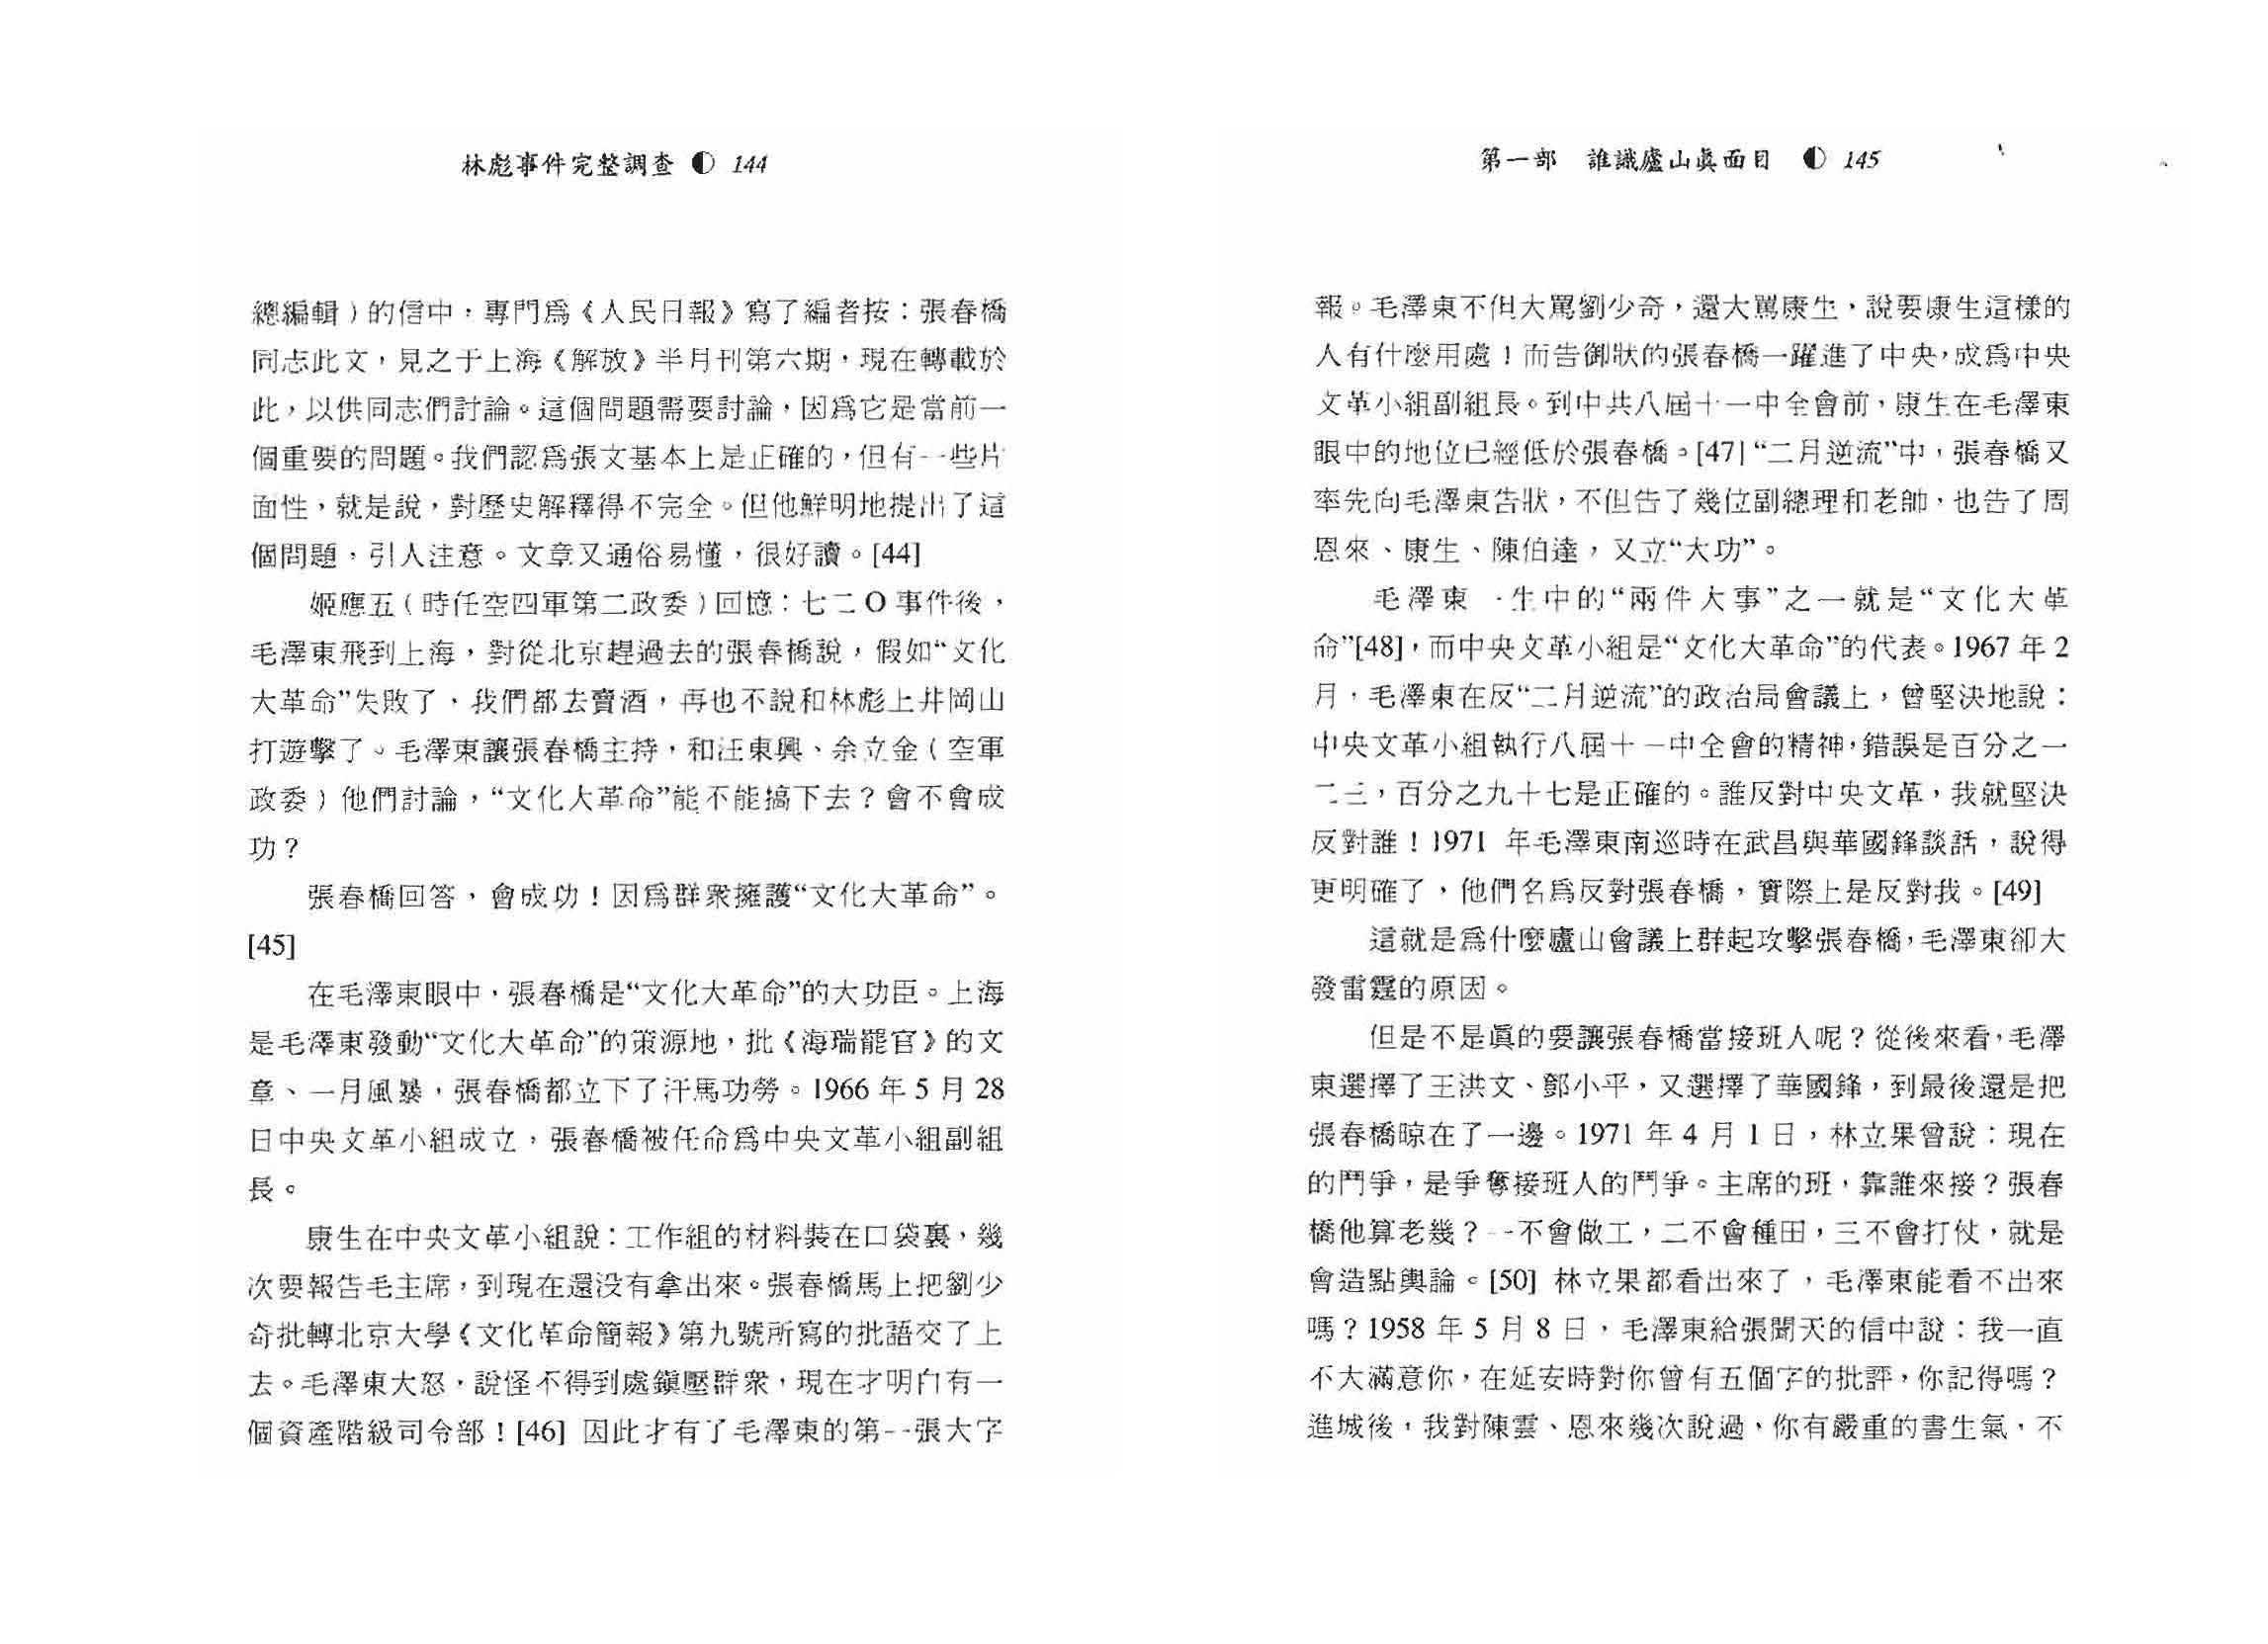 林彪事件完整調查 ◐ 144
總編輯）的信中，專門爲《人民日報》寫了編者按：張春橋
同志此文，見之于上海《解放》半月刊第六期，現在轉載於
此，以供同志們討論。這個問題需要討論，因爲它是當前一
個重要的問題。我們認爲張文基本上是正確的，但有一些片
面性，就是說，對歷史解釋得不完全。但他鮮明地提出了這
個問題，引人注意。文章又通俗易懂，很好讀。[44]
姬應五（時任空四軍第二政委）回憶：七二O事件後，
毛澤東飛到上海，對從北京趕過去的張春橋說，假如“文化
大革命”失敗了，我們都去賣酒，再也不說和林彪上井岡山
打遊擊了。毛澤東讓張春橋主持，和汪東興、余立金（空軍
政委）他們討論，“文化大革命”能不能搞下去？會不會成
功？
張春橋回答，會成功！因爲群衆擁護“文化大革命”。
[45]
在毛澤東眼中，張春橋是“文化大革命”的大功臣。上海
是毛澤東發動“文化大革命”的策源地，批《海瑞罷官》的文
章、一月風暴，張春橋都立下了汗馬功勞。1966 年 5 月 28
日中央文革小組成立，張春橋被任命爲中央文革小組副組
長。
康生在中央文革小組說：工作組的材料裝在口袋裏，幾
次要報告毛主席，到現在還没有拿出來。張春橋馬上把劉少
奇批轉北京大學《文化革命簡報》第九號所寫的批語交了上
去。毛澤東大怒，說怪不得到處鎮壓群衆，現在才明白有一
個資產階級司令部！[46] 因此才有了毛澤東的第一張大字
第一部　誰識廬山眞面目 ◐ 145
報。毛澤東不但大罵劉少奇，還大罵康生，說要康生這樣的
人有什麼用處！而告御狀的張春橋一躍進了中央，成爲中央
文革小組副組長。到中共八屆十一中全會前，康生在毛澤東
眼中的地位已經低於張春橋。[47] “二月逆流”中，張春橋又
率先向毛澤東告狀，不但告了幾位副總理和老帥，也告了周
恩來、康生、陳伯達，又立“大功”。
毛澤東一生中的“兩件大事”之一就是“文化大革
命”[48]，而中央文革小組是“文化大革命”的代表。1967 年 2
月，毛澤東在反“二月逆流”的政治局會議上，曾堅決地說：
中央文革小組執行八屆十一中全會的精神，錯誤是百分之一
二三，百分之九十七是正確的。誰反對中央文革，我就堅決
反對誰！1971 年毛澤東南巡時在武昌與華國鋒談話，說得
更明確了，他們名爲反對張春橋，實際上是反對我。[49]
這就是爲什麼廬山會議上群起攻擊張春橋，毛澤東卻大
發雷霆的原因。
但是不是眞的要讓張春橋當接班人呢？從後來看，毛澤
東選擇了王洪文、鄧小平，又選擇了華國鋒，到最後還是把
張春橋晾在了一邊。1971 年 4 月 1 日，林立果曾說：現在
的鬥爭，是爭奪接班人的鬥爭。主席的班，靠誰來接？張春
橋他算老幾？一不會做工，二不會種田，三不會打仗，就是
會造點輿論。[50] 林立果都看出來了，毛澤東能看不出來
嗎？1958 年 5 月 8 日，毛澤東給張聞天的信中說：我一直
不大滿意你，在延安時對你曾有五個字的批評，你記得嗎？
進城後，我對陳雲、恩來幾次說過，你有嚴重的書生氣，不